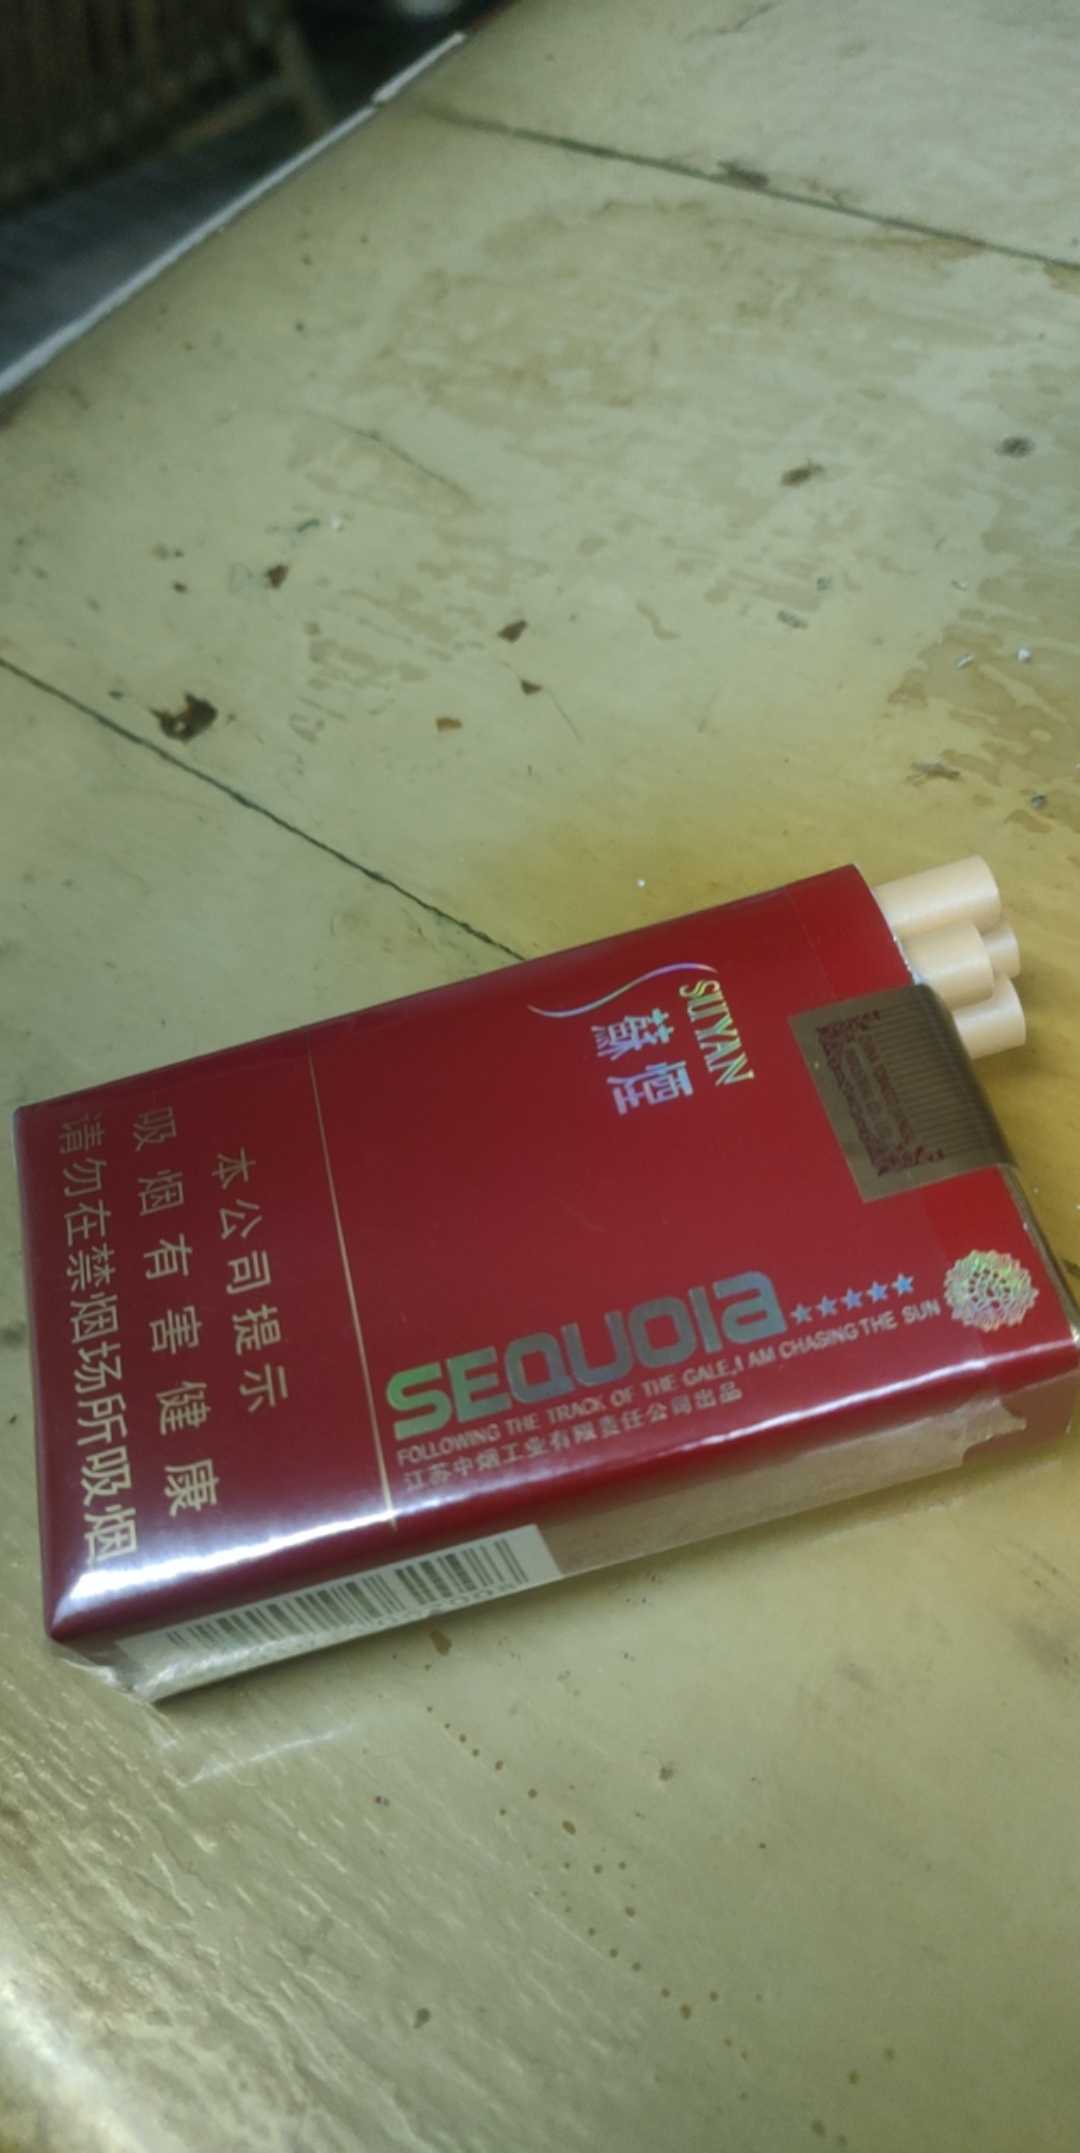 SUYAN
蘇煙
SEQUOIA ★★★★★
FOLLOWING THE TRACK OF THE GALE,I AM CHASING THE SUN
江苏中烟工业有限责任公司出品
本公司提示
吸烟有害健康
请勿在禁烟场所吸烟